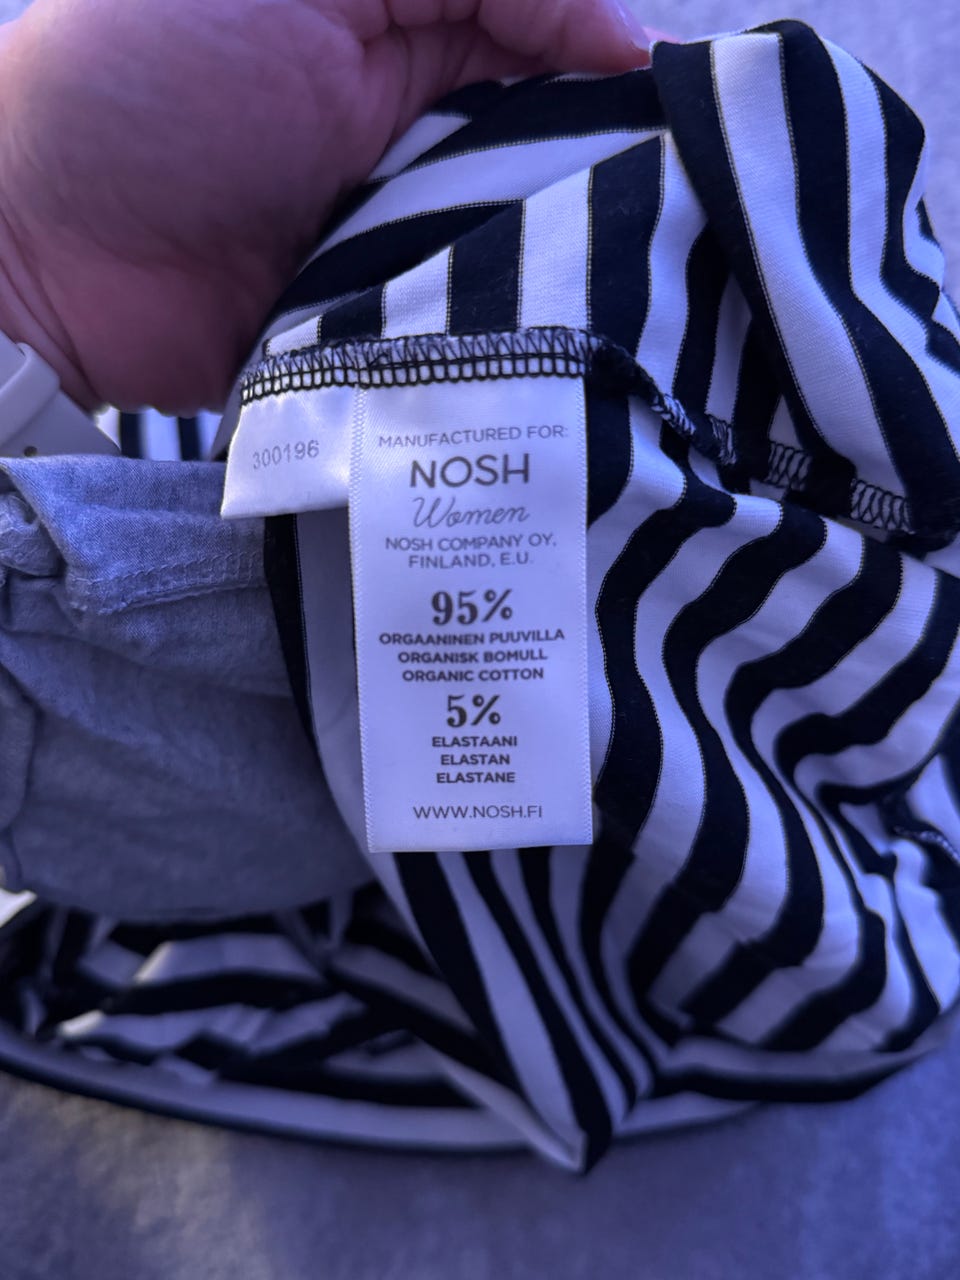 300196
MANUFACTURED FOR:
NOSH
Women
NOSH COMPANY OY,
FINLAND, E.U.
95%
ORGAANINEN PUUVILLA
ORGANISK BOMULL
ORGANIC COTTON
5%
ELASTAANI
ELASTAN
ELASTANE
WWW.NOSH.FI